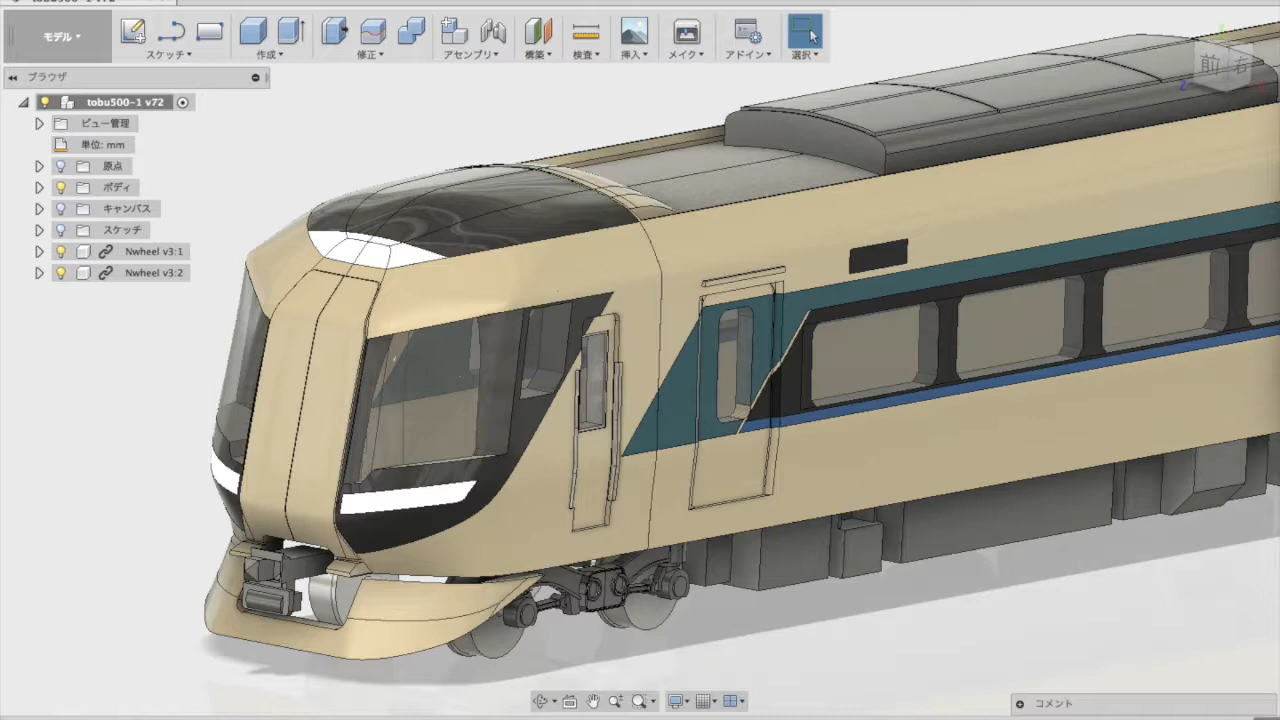 tobu500-1 v72
モデル
スケッチ
作成
修正
アセンブリ
構築
検査
挿入
メイク
アドイン
選択
ブラウザ
tobu500-1 v72
ビュー管理
単位: mm
原点
ボディ
キャンバス
スケッチ
Nwheel v3:1
Nwheel v3:2
前
右
Z
コメント